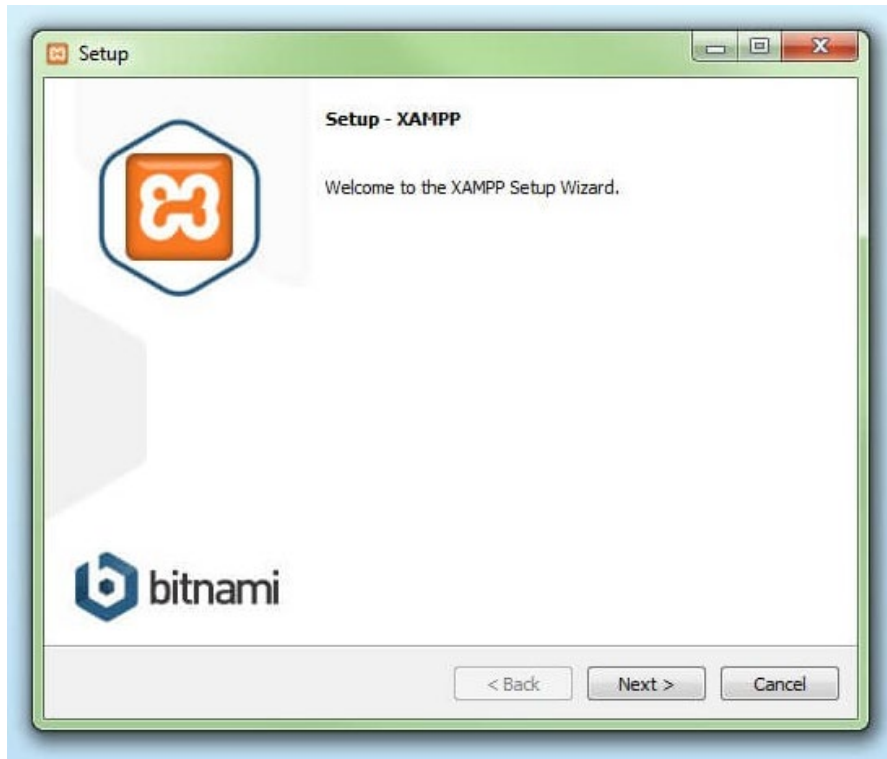 Setup
Setup - XAMPP
Welcome to the XAMPP Setup Wizard.
bitnami
< Back
Next >
Cancel